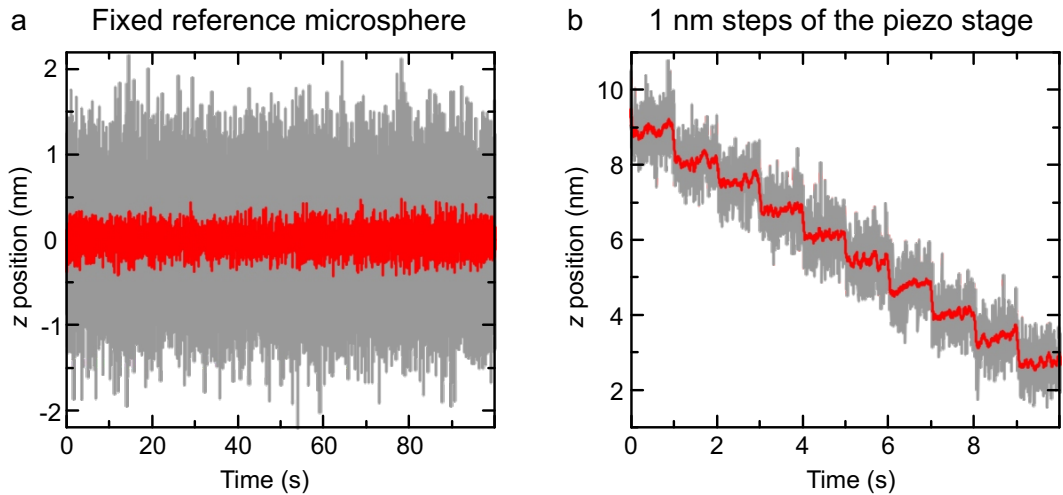 a Fixed reference microsphere
2
1
0
-1
-2
z position (nm)
0 20 40 60 80
Time (s)
b 1 nm steps of the piezo stage
10
8
6
4
2
z position (nm)
0 2 4 6 8
Time (s)